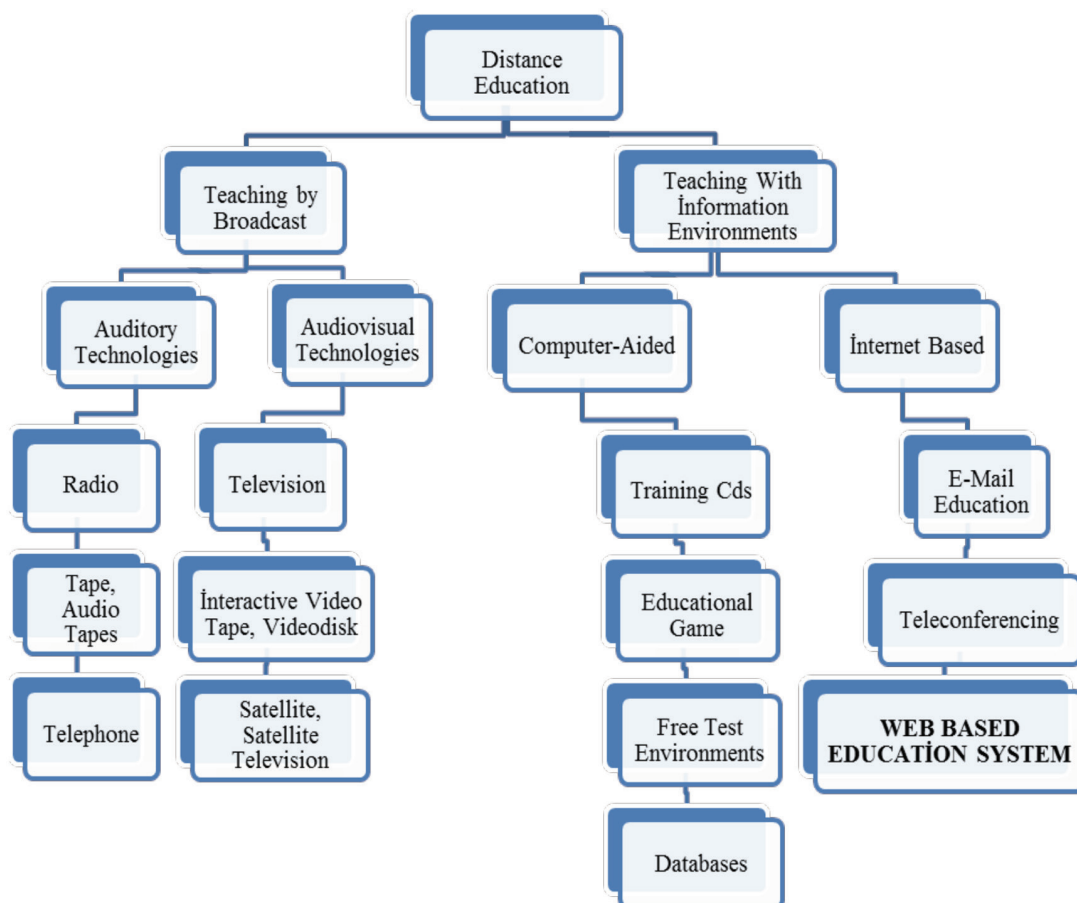 Distance
Education
Teaching by
Broadcast
Teaching With
İnformation
Environments
Auditory
Technologies
Audiovisual
Technologies
Computer-Aided
İnternet Based
Radio
Television
Training Cds
E-Mail
Education
Tape,
Audio
Tapes
İnteractive Video
Tape, Videodisk
Educational
Game
Teleconferencing
Telephone
Satellite,
Satellite
Television
Free Test
Environments
WEB BASED
EDUCATİON SYSTEM
Databases